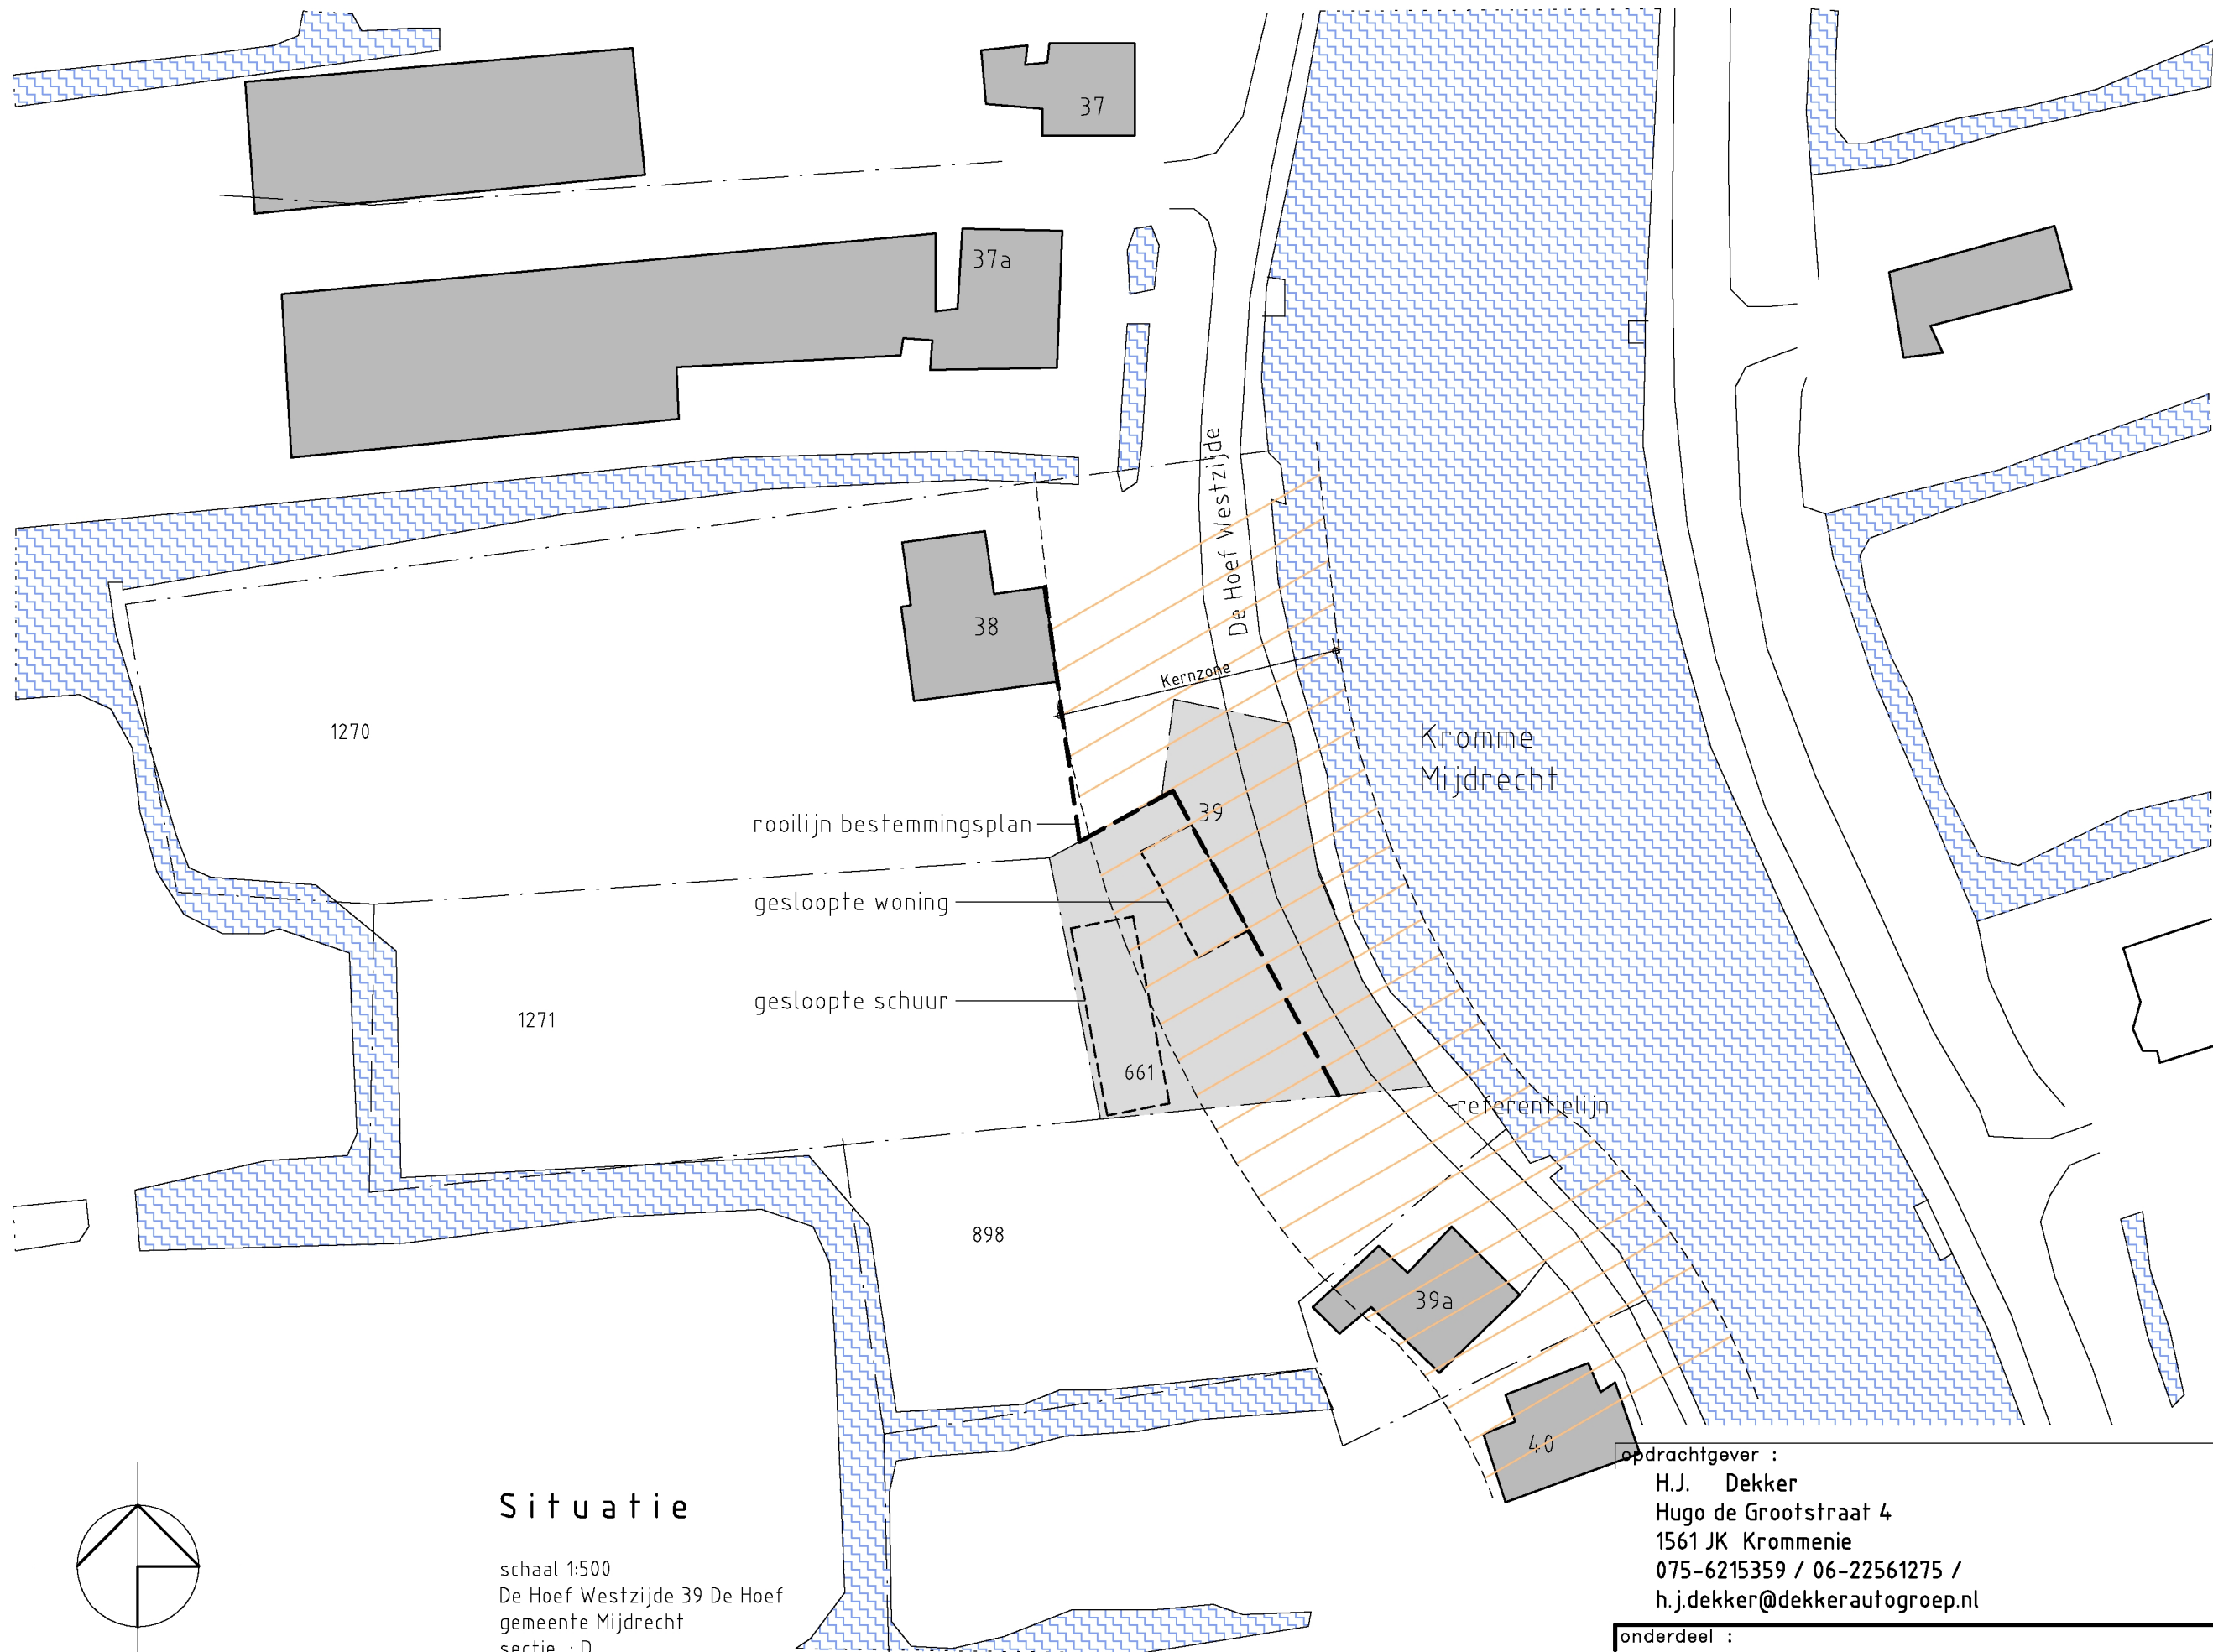 37
37a
De Hoef Westzijde
38
Kernzone
1270
Kromme
Mijdrecht
39
rooilijn bestemmingsplan
gesloopte woning
gesloopte schuur
1271
661
referentielijn
898
39a
40
Situatie
schaal 1:500
De Hoef Westzijde 39 De Hoef
gemeente Mijdrecht
sectie : D
opdrachtgever :
H.J. Dekker
Hugo de Grootstraat 4
1561 JK Krommenie
075-6215359 / 06-22561275 /
h.j.dekker@dekkerautogroep.nl
onderdeel :